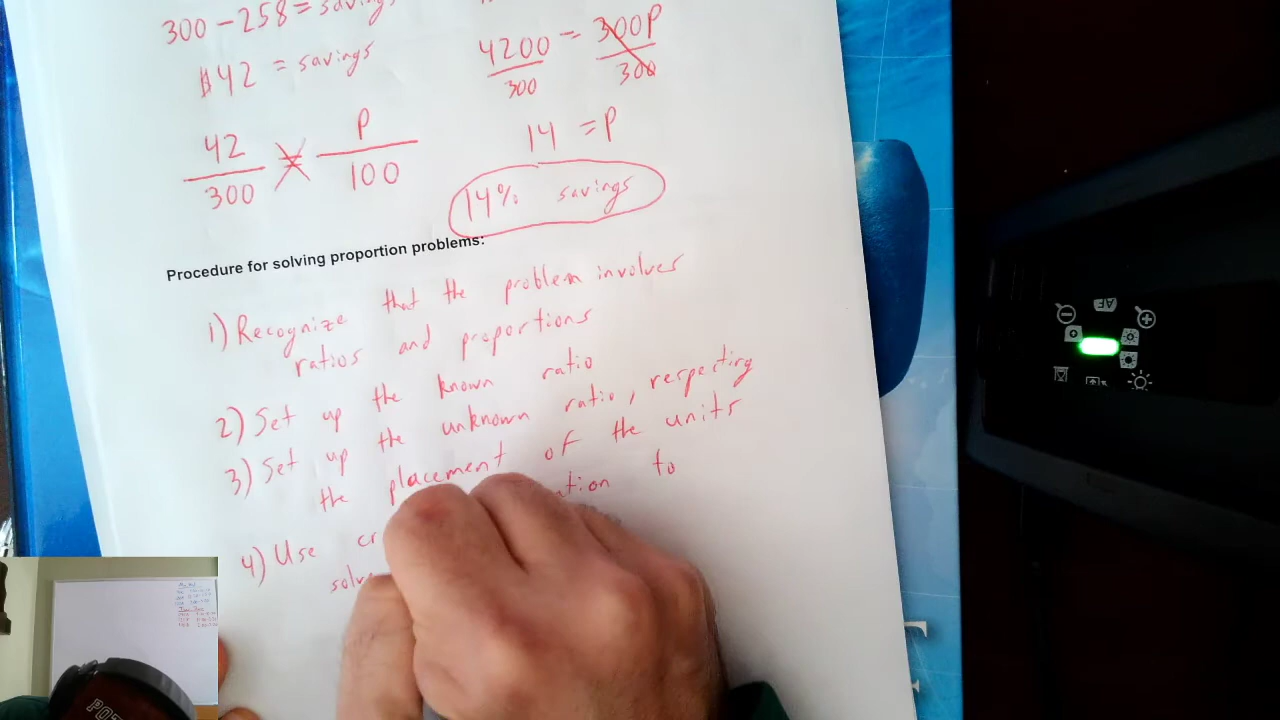 300 - 258 = savings
$42 = savings
42/300 = P/100
4200/300 = 300P/300
14 = P
14% savings
Procedure for solving proportion problems:
1) Recognize that the problem involves
ratios and proportions
2) Set up the known ratio
3) Set up the unknown ratio, respecting
the placement of the units
4) Use to
AF